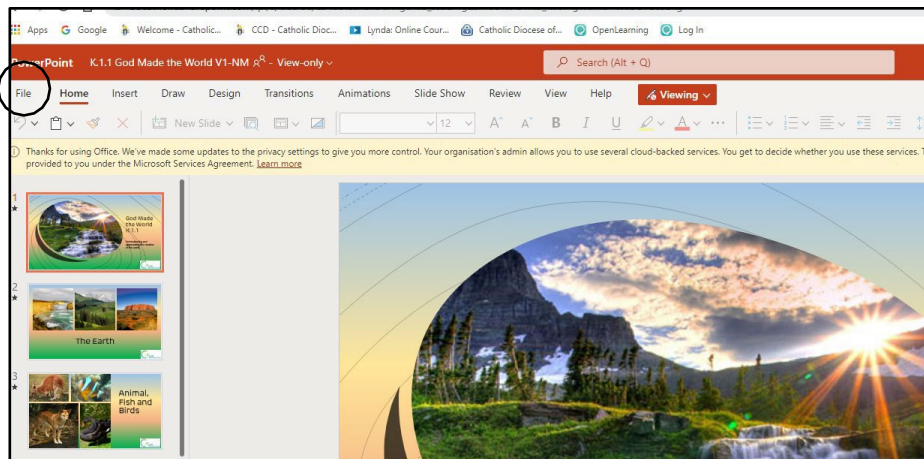 Apps Google Welcome - Catholic... CCD - Catholic Dioc... Lynda: Online Cour... Catholic Diocese of... OpenLearning Log In
PowerPoint K.1.1 God Made the World V1-NM - View-only Search (Alt + Q)
File Home Insert Draw Design Transitions Animations Slide Show Review View Help Viewing
New Slide 12 A A B I U A ...
Thanks for using Office. We've made some updates to the privacy settings to give you more control. Your organisation's admin allows you to use several cloud-backed services. You get to decide whether you use these services. T
provided to you under the Microsoft Services Agreement. Learn more
1
God Made
the World
K.1.1
2
The Earth
3
Animal,
Fish and
Birds